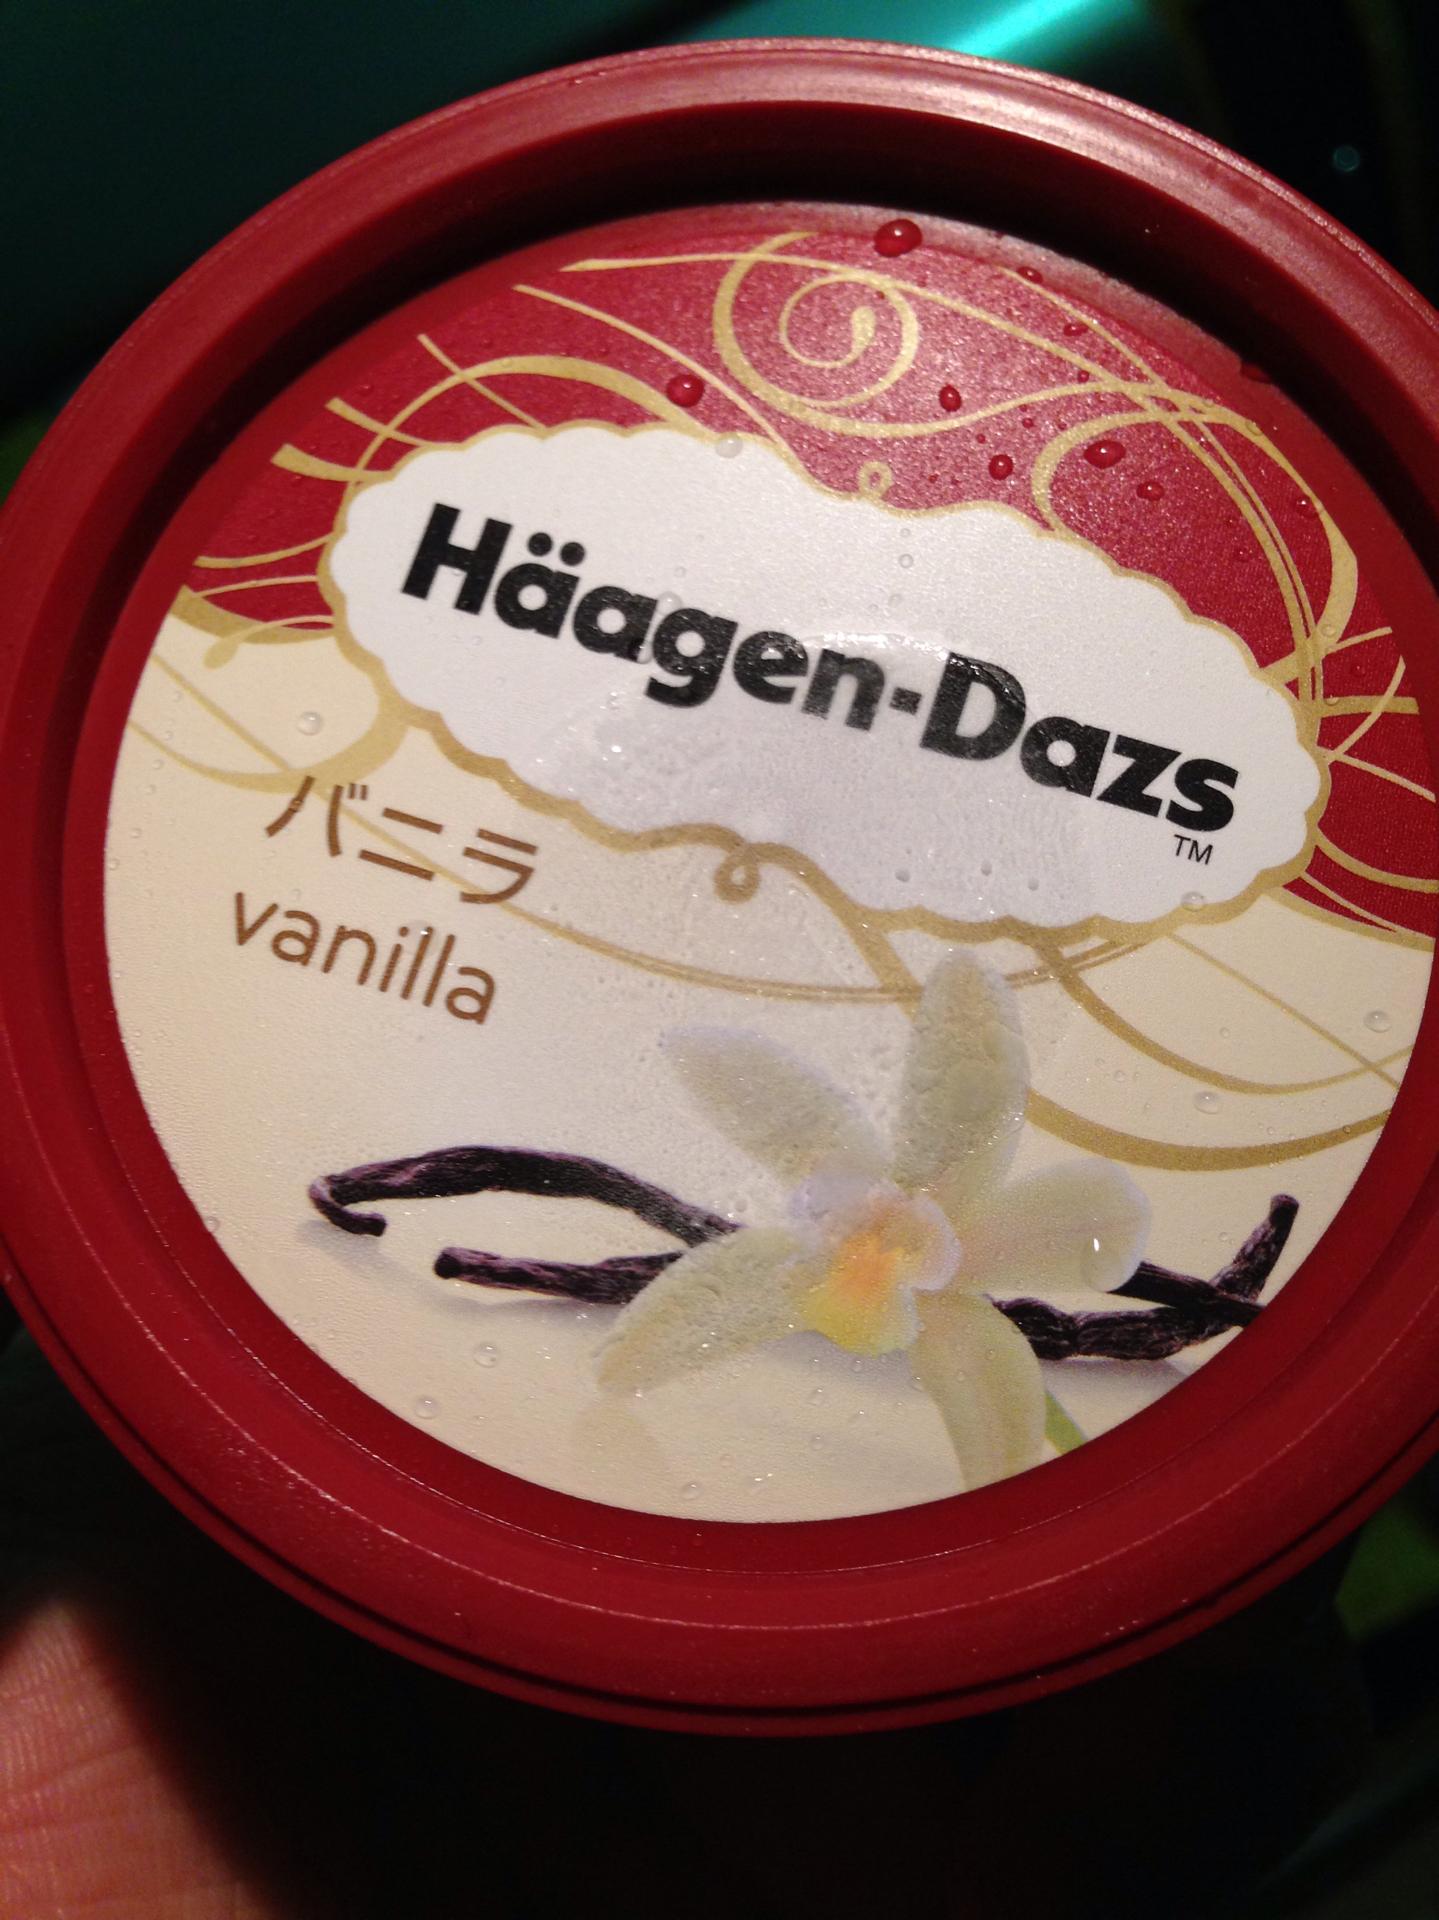 Häagen-Dazs
TM
バニラ
vanilla